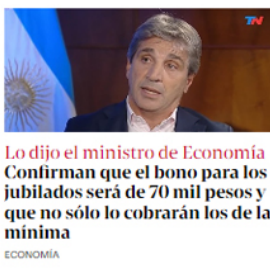 TN
Lo dijo el ministro de Economía
Confirman que el bono para los
jubilados será de 70 mil pesos y
que no sólo lo cobrarán los de la
mínima
ECONOMÍA